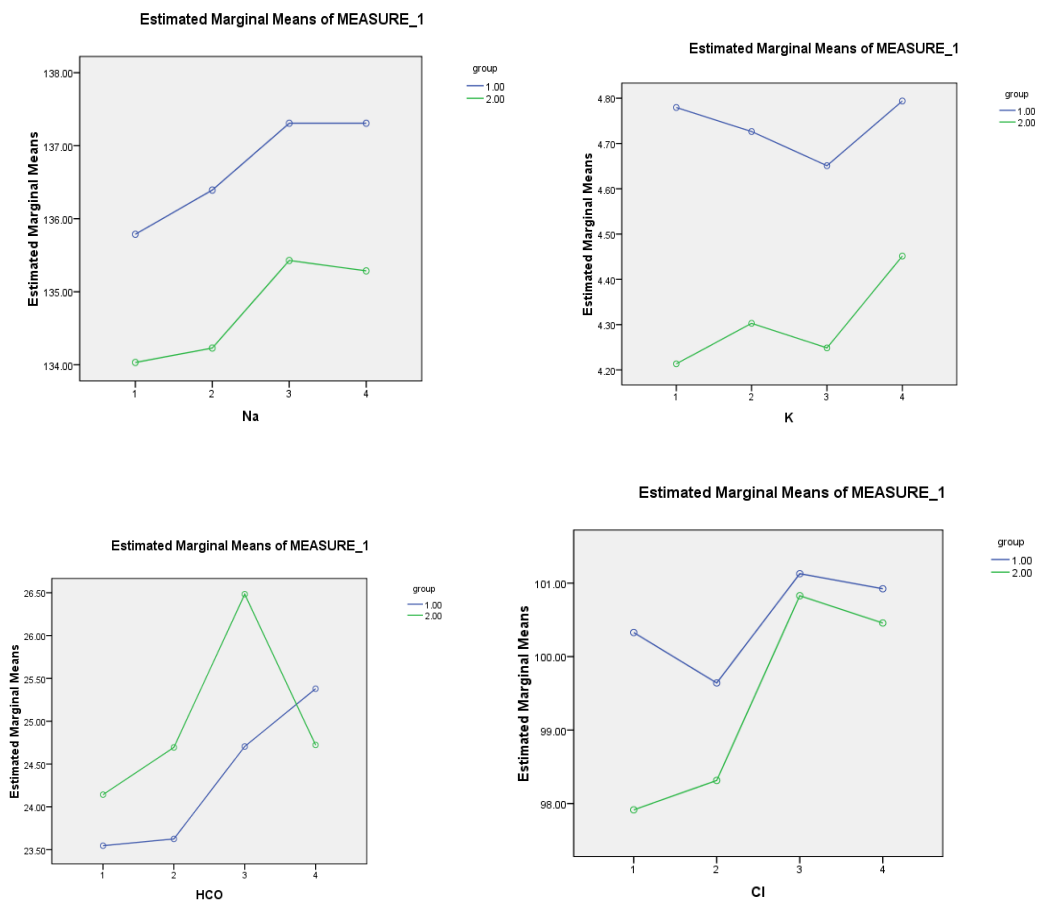 Estimated Marginal Means of MEASURE_1
Estimated Marginal Means
138.00
137.00
136.00
135.00
134.00
1 2 3 4
Na
group
1.00
2.00
Estimated Marginal Means of MEASURE_1
Estimated Marginal Means
4.80
4.70
4.60
4.50
4.40
4.30
4.20
1 2 3 4
K
group
1.00
2.00
Estimated Marginal Means of MEASURE_1
Estimated Marginal Means
26.50
26.00
25.50
25.00
24.50
24.00
23.50
1 2 3 4
HCO
group
1.00
2.00
Estimated Marginal Means of MEASURE_1
Estimated Marginal Means
101.00
100.00
99.00
98.00
1 2 3 4
Cl
group
1.00
2.00